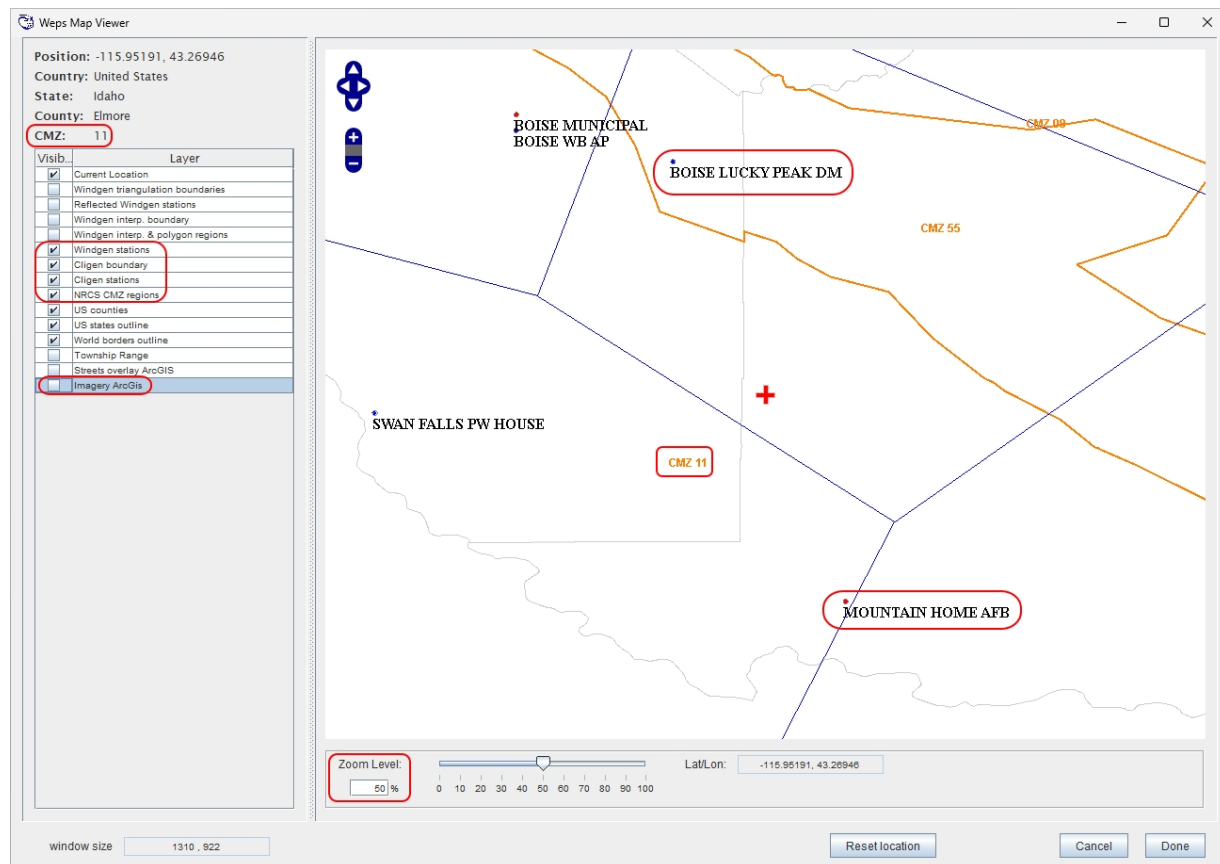 Weps Map Viewer
Position: -115.95191, 43.26946
Country: United States
State: Idaho
County: Elmore
CMZ: 11
Visib... Layer
Current Location
Windgen triangulation boundaries
Reflected Windgen stations
Windgen interp. boundary
Windgen interp. & polygon regions
Windgen stations
Cligen boundary
Cligen stations
NRCS CMZ regions
US counties
US states outline
World borders outline
Township Range
Streets overlay ArcGIS
Imagery ArcGis
BOISE MUNICIPAL
BOISE WB AP
CMZ 09
BOISE LUCKY PEAK DM
CMZ 55
SWAN FALLS PW HOUSE
CMZ 11
MOUNTAIN HOME AFB
Zoom Level:
50 %
0 10 20 30 40 50 60 70 80 90 100
Lat/Lon: -115.95191, 43.26946
window size 1310 , 922
Reset location
Cancel
Done